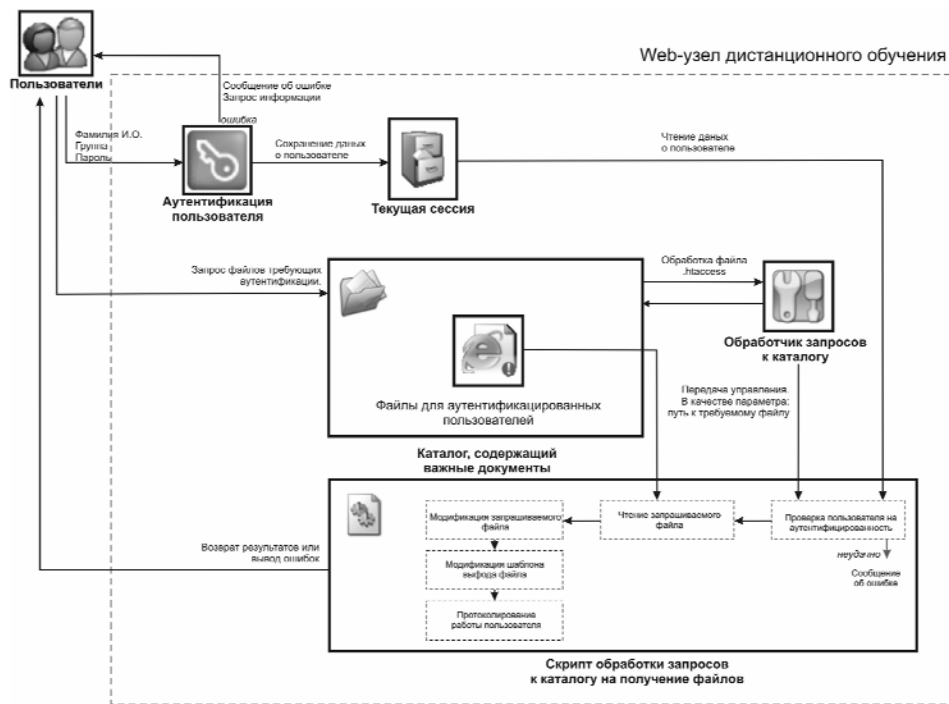 Web-узел дистанционного обучения
Пользователи
Сообщение об ошибке
Запрос информации
ошибка
Фамилия И.О.
Группа
Пароль
Сохранение даных
о пользователе
Чтение даных
о пользователе
Аутентификация
пользователя
Текущая сессия
Запрос файлов требующих
аутентификации.
Обработка файла
.htaccess
Обработчик запросов
к каталогу
Файлы для аутентифицированных
пользователей
Передача управления.
В качестве параметра:
путь к требуемому файлу
Каталог, содержащий
важные документы
Модификация запрашиваемого
файла
Чтение запрашиваемого
файла
Проверка пользователя на
аутентифицированность
Возврат результатов или
вывод ошибок
неудачно
Модификация шаблона
выфода файла
Сообщение
об ошибке
Протоколирование
работы пользователя
Скрипт обработки запросов
к каталогу на получение файлов